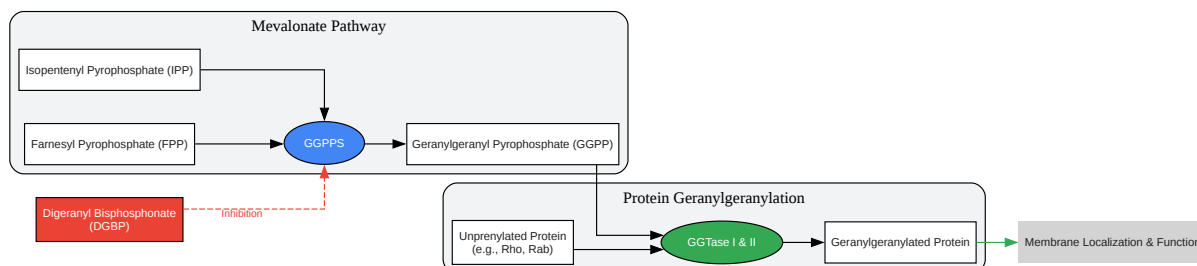 Mevalonate Pathway
Isopentenyl Pyrophosphate (IPP)
Farnesyl Pyrophosphate (FPP)
GGPPS
Geranylgeranyl Pyrophosphate (GGPP)
Digeranyl Bisphosphonate
(DGBP)
Inhibition
Protein Geranylgeranylation
Unprenylated Protein
(e.g., Rho, Rab)
GGTase I & II
Geranylgeranylated Protein
Membrane Localization & Function